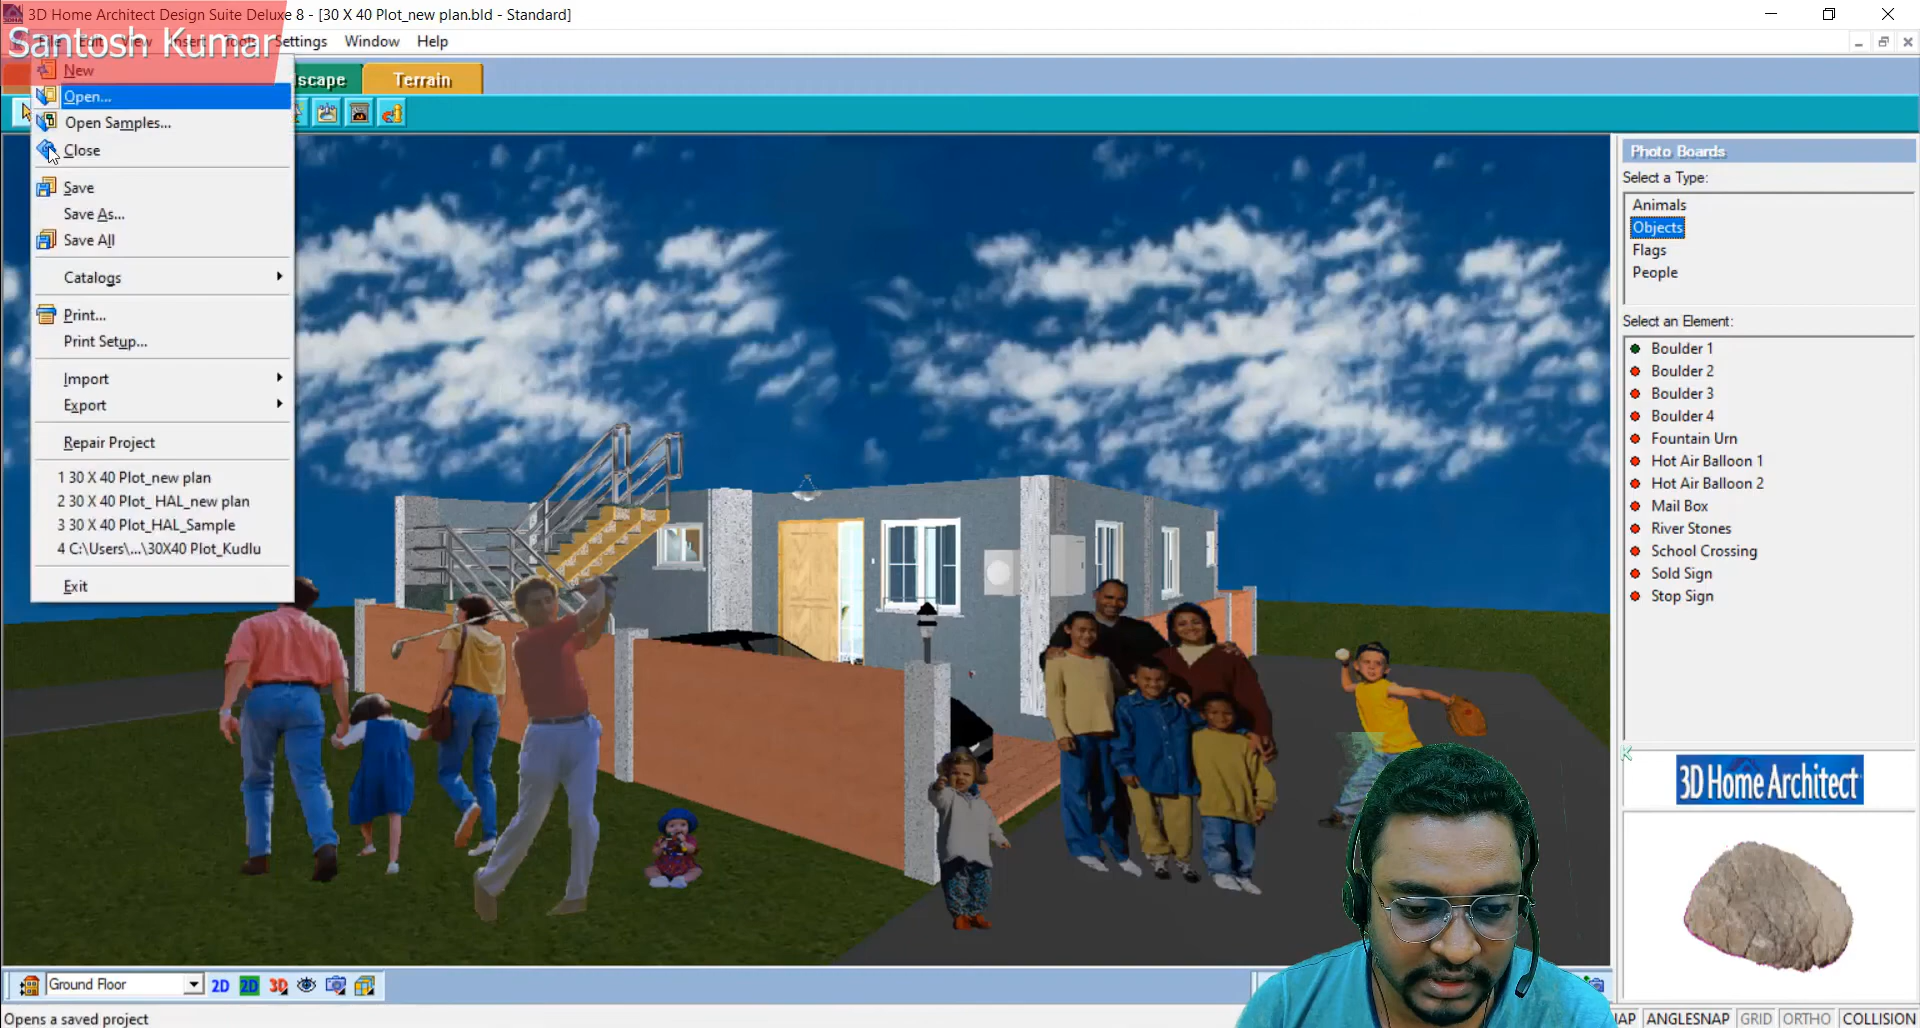 3D Home Architect Design Suite Deluxe 8 - [30 X 40 Plot_new plan.bld - Standard]
Santosh Kumar
File Edit View Insert Tools Settings Window Help
New
Open...
Open Samples...
Close
Save
Save As...
Save All
Catalogs
Print...
Print Setup...
Import
Export
Repair Project
1 30 X 40 Plot_new plan
2 30 X 40 Plot_ HAL_new plan
3 30 X 40 Plot_HAL_Sample
4 C:\Users\...\30X40 Plot_Kudlu
Exit
Terrain
Photo Boards
Select a Type:
Animals
Objects
Flags
People
Select an Element:
Boulder 1
Boulder 2
Boulder 3
Boulder 4
Fountain Urn
Hot Air Balloon 1
Hot Air Balloon 2
Mail Box
River Stones
School Crossing
Sold Sign
Stop Sign
3D Home Architect
Ground Floor
2D 2D 3D
Opens a saved project
ANGLESNAP GRID ORTHO COLLISION